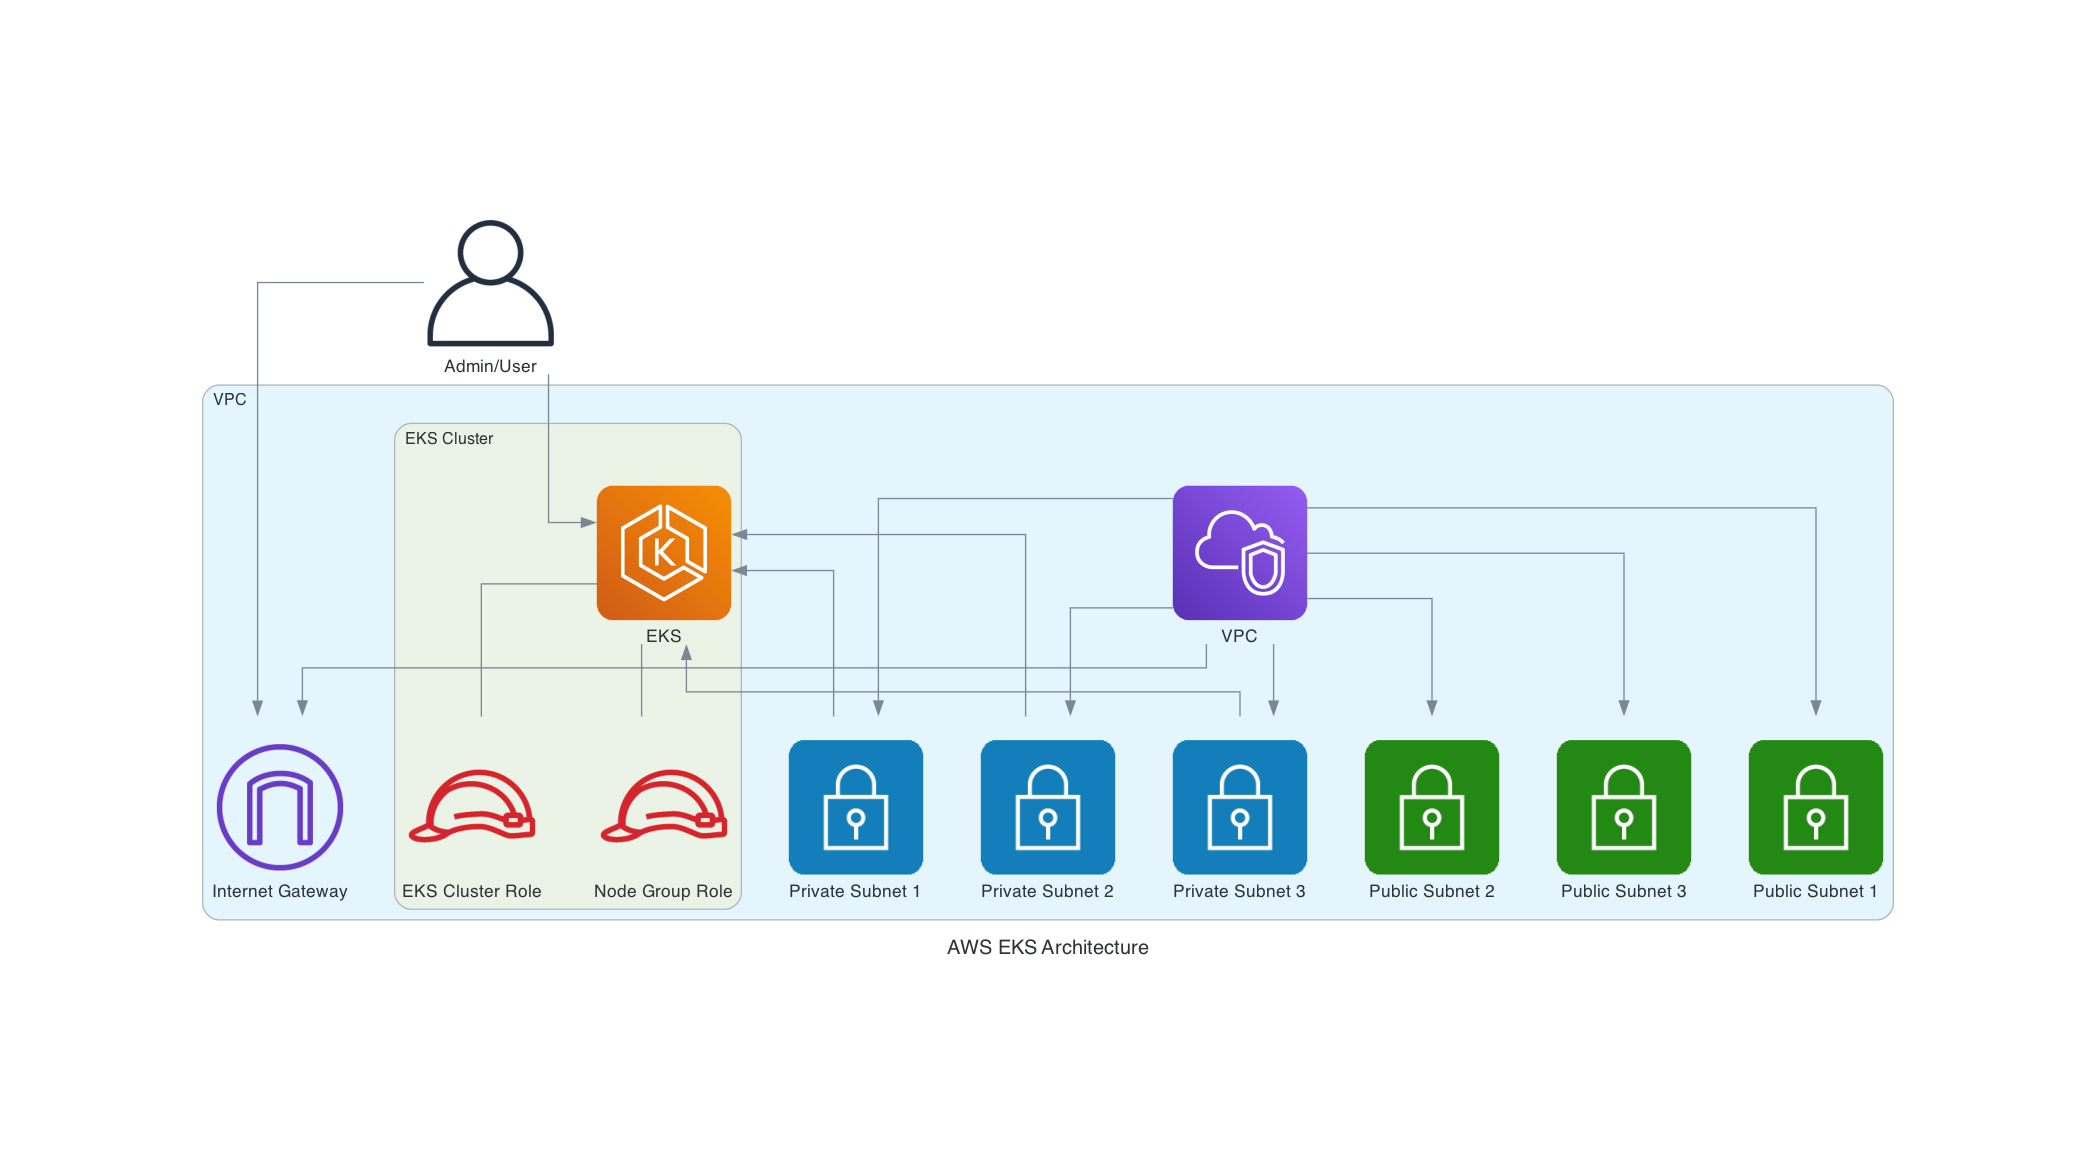 Admin/User
VPC
EKS Cluster
K
EKS
VPC
Internet Gateway
EKS Cluster Role
Node Group Role
Private Subnet 1
Private Subnet 2
Private Subnet 3
Public Subnet 2
Public Subnet 3
Public Subnet 1
AWS EKS Architecture